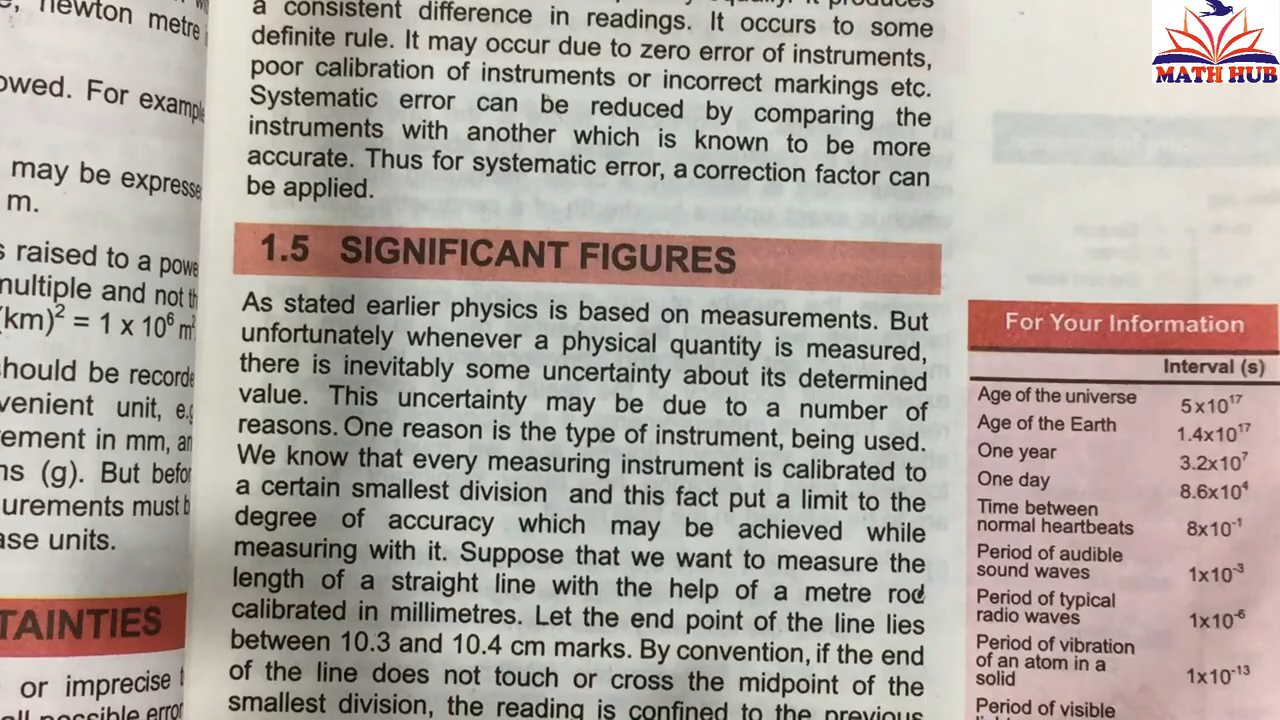 newton metre
owed. For example
may be expresse
m.
s raised to a powe
multiple and not th
(km)² = 1 x 10⁶ m²
hould be recorde
venient unit, e.g
ement in mm, an
ns (g). But befor
urements must b
ase units.
TAINTIES
or imprecise
a consistent difference in readings. It occurs to some
definite rule. It may occur due to zero error of instruments,
poor calibration of instruments or incorrect markings etc.
Systematic error can be reduced by comparing the
instruments with another which is known to be more
accurate. Thus for systematic error, a correction factor can
be applied.
1.5 SIGNIFICANT FIGURES
As stated earlier physics is based on measurements. But
unfortunately whenever a physical quantity is measured,
there is inevitably some uncertainty about its determined
value. This uncertainty may be due to a number of
reasons. One reason is the type of instrument, being used.
We know that every measuring instrument is calibrated to
a certain smallest division and this fact put a limit to the
degree of accuracy which may be achieved while
measuring with it. Suppose that we want to measure the
length of a straight line with the help of a metre rod
calibrated in millimetres. Let the end point of the line lies
between 10.3 and 10.4 cm marks. By convention, if the end
of the line does not touch or cross the midpoint of the
smallest division, the reading is confined to the previous
MATH HUB
For Your Information
Interval (s)
Age of the universe 5x10¹⁷
Age of the Earth 1.4x10¹⁷
One year 3.2x10⁷
One day 8.6x10⁴
Time between
normal heartbeats 8x10⁻¹
Period of audible
sound waves 1x10⁻³
Period of typical
radio waves 1x10⁻⁶
Period of vibration
of an atom in a
solid 1x10⁻¹³
Period of visible